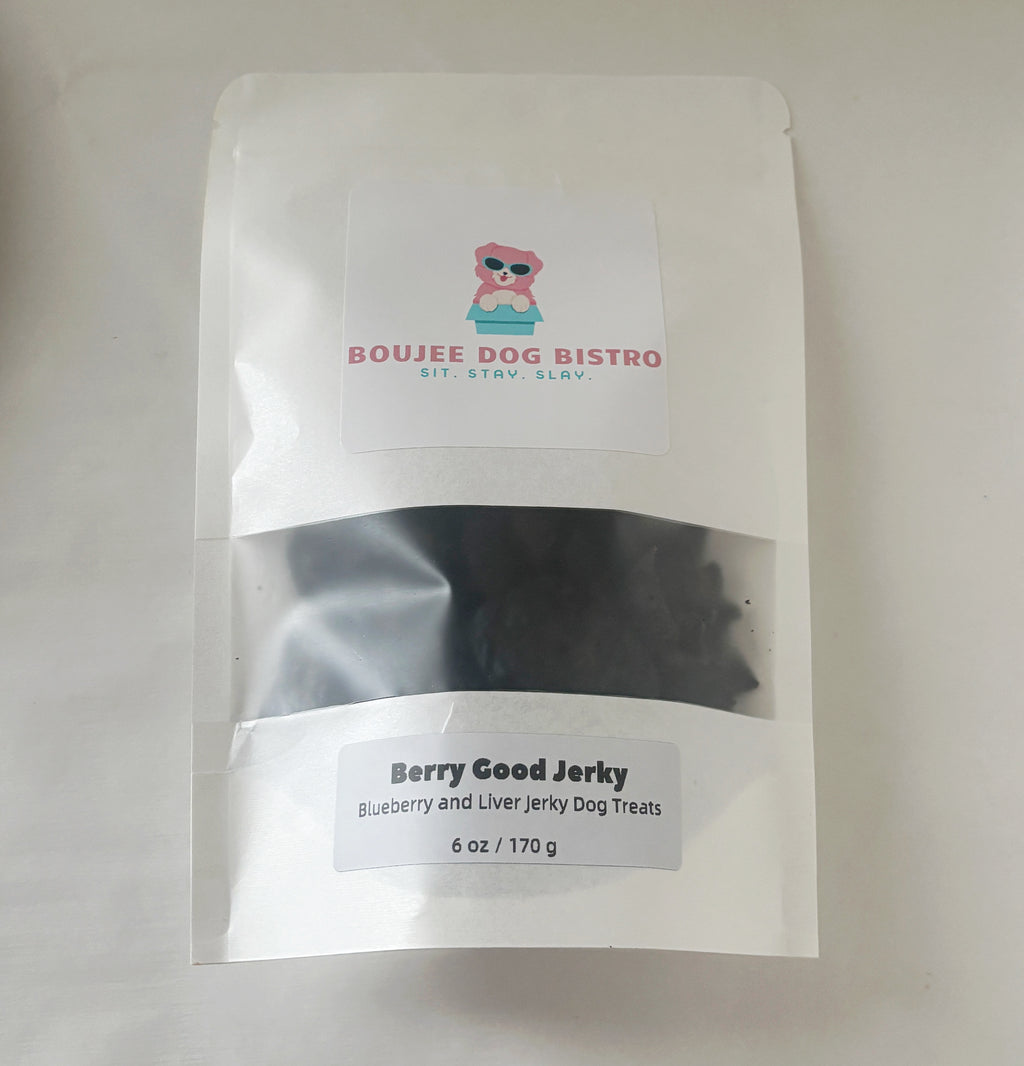 BOUJEE DOG BISTRO
SIT. STAY. SLAY.
Berry Good Jerky
Blueberry and Liver Jerky Dog Treats
6 oz / 170 g